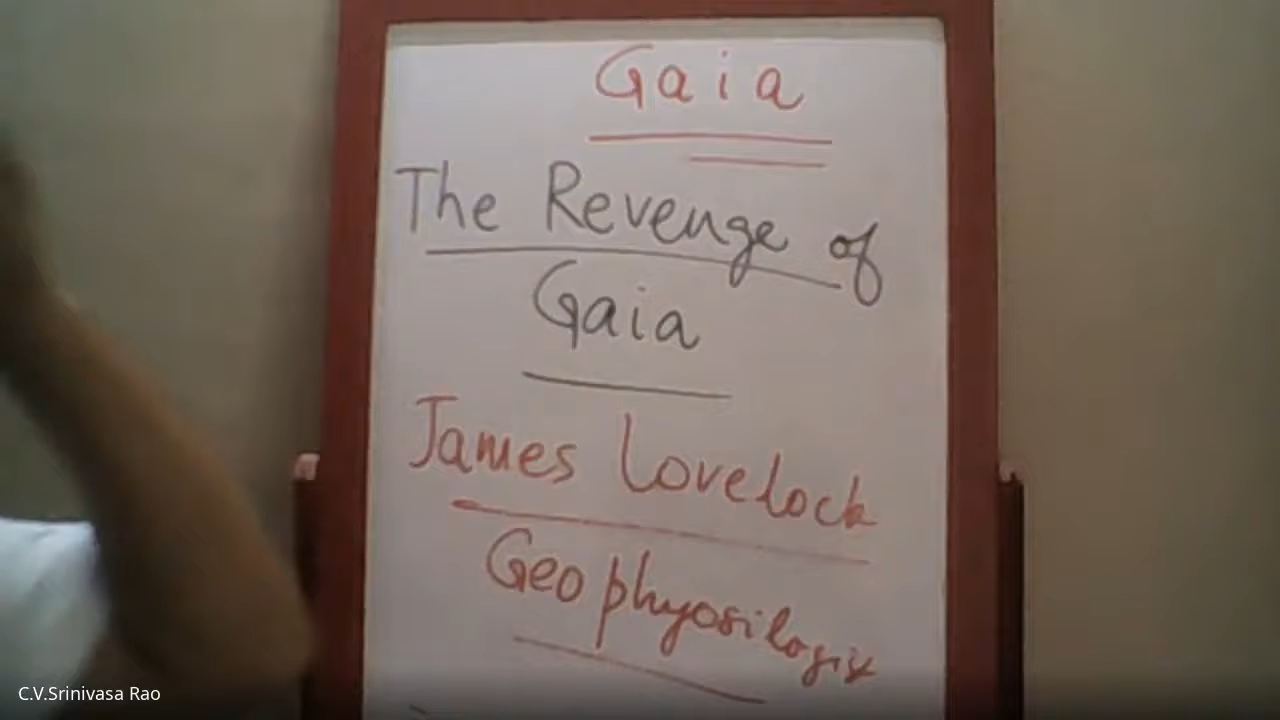 Gaia
The Revenge of
Gaia
James Lovelock
Geophyosilogist
C.V.Srinivasa Rao